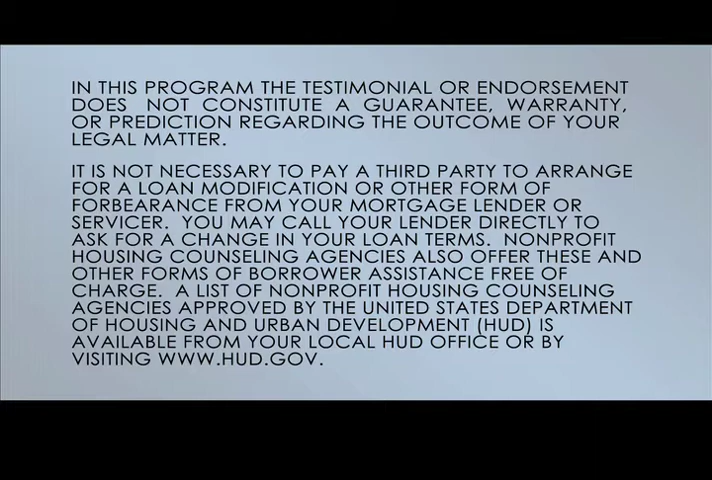 IN THIS PROGRAM THE TESTIMONIAL OR ENDORSEMENT
DOES NOT CONSTITUTE A GUARANTEE, WARRANTY,
OR PREDICTION REGARDING THE OUTCOME OF YOUR
LEGAL MATTER.
IT IS NOT NECESSARY TO PAY A THIRD PARTY TO ARRANGE
FOR A LOAN MODIFICATION OR OTHER FORM OF
FORBEARANCE FROM YOUR MORTGAGE LENDER OR
SERVICER. YOU MAY CALL YOUR LENDER DIRECTLY TO
ASK FOR A CHANGE IN YOUR LOAN TERMS. NONPROFIT
HOUSING COUNSELING AGENCIES ALSO OFFER THESE AND
OTHER FORMS OF BORROWER ASSISTANCE FREE OF
CHARGE. A LIST OF NONPROFIT HOUSING COUNSELING
AGENCIES APPROVED BY THE UNITED STATES DEPARTMENT
OF HOUSING AND URBAN DEVELOPMENT (HUD) IS
AVAILABLE FROM YOUR LOCAL HUD OFFICE OR BY
VISITING WWW.HUD.GOV.